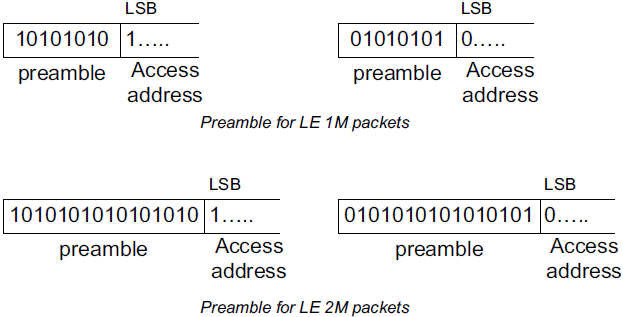 LSB LSB
10101010 1..... 01010101 0.....
preamble Access address preamble Access address
Preamble for LE 1M packets
LSB LSB
1010101010101010 1..... 0101010101010101 0.....
preamble Access address preamble Access address
Preamble for LE 2M packets